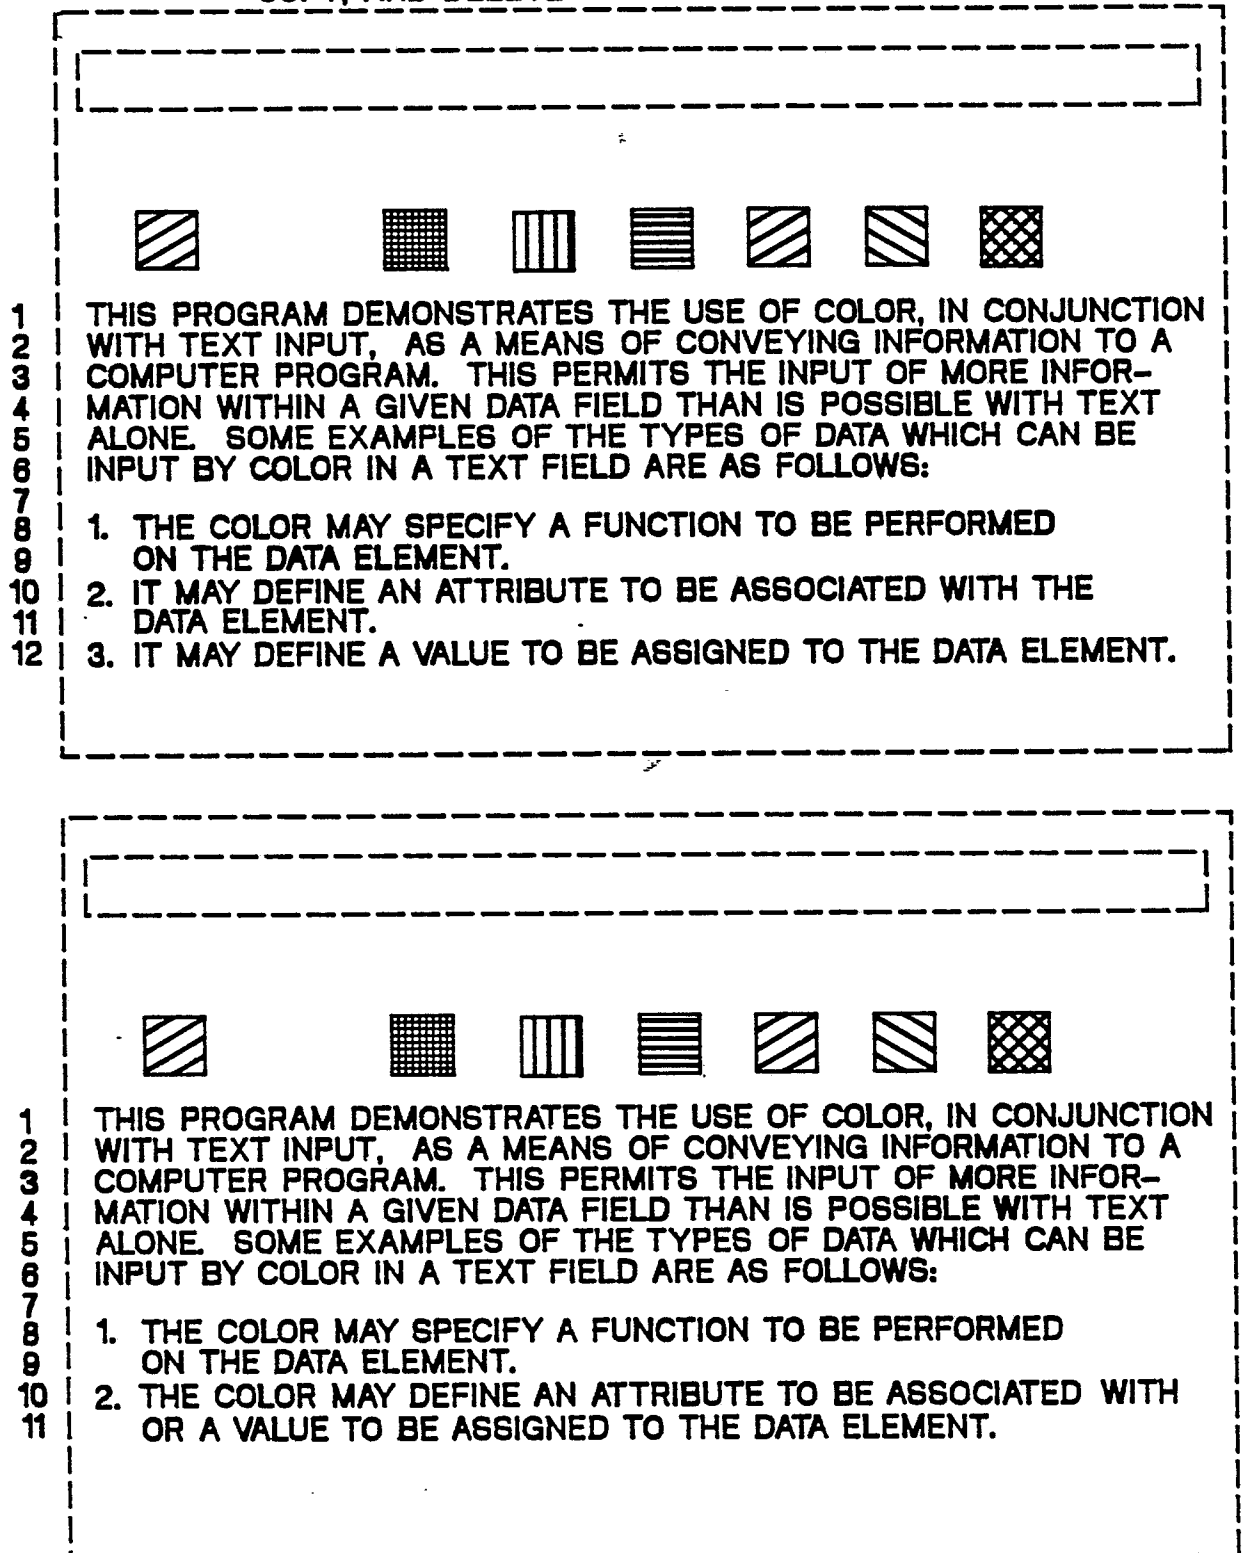 1 THIS PROGRAM DEMONSTRATES THE USE OF COLOR, IN CONJUNCTION
2 WITH TEXT INPUT, AS A MEANS OF CONVEYING INFORMATION TO A
3 COMPUTER PROGRAM. THIS PERMITS THE INPUT OF MORE INFOR-
4 MATION WITHIN A GIVEN DATA FIELD THAN IS POSSIBLE WITH TEXT
5 ALONE. SOME EXAMPLES OF THE TYPES OF DATA WHICH CAN BE
6 INPUT BY COLOR IN A TEXT FIELD ARE AS FOLLOWS:
7
8 1. THE COLOR MAY SPECIFY A FUNCTION TO BE PERFORMED
9 ON THE DATA ELEMENT.
10 2. IT MAY DEFINE AN ATTRIBUTE TO BE ASSOCIATED WITH THE
11 DATA ELEMENT.
12 3. IT MAY DEFINE A VALUE TO BE ASSIGNED TO THE DATA ELEMENT.
1 THIS PROGRAM DEMONSTRATES THE USE OF COLOR, IN CONJUNCTION
2 WITH TEXT INPUT, AS A MEANS OF CONVEYING INFORMATION TO A
3 COMPUTER PROGRAM. THIS PERMITS THE INPUT OF MORE INFOR-
4 MATION WITHIN A GIVEN DATA FIELD THAN IS POSSIBLE WITH TEXT
5 ALONE. SOME EXAMPLES OF THE TYPES OF DATA WHICH CAN BE
6 INPUT BY COLOR IN A TEXT FIELD ARE AS FOLLOWS:
7
8 1. THE COLOR MAY SPECIFY A FUNCTION TO BE PERFORMED
9 ON THE DATA ELEMENT.
10 2. THE COLOR MAY DEFINE AN ATTRIBUTE TO BE ASSOCIATED WITH
11 OR A VALUE TO BE ASSIGNED TO THE DATA ELEMENT.